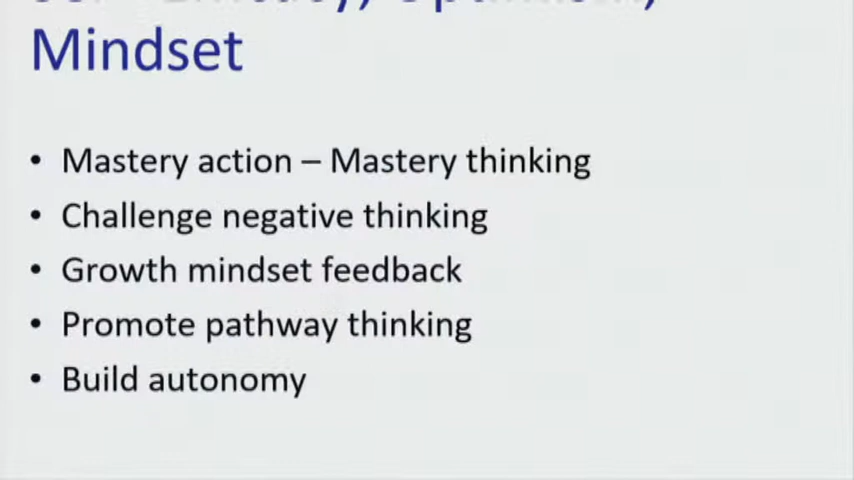 Mindset
• Mastery action – Mastery thinking
• Challenge negative thinking
• Growth mindset feedback
• Promote pathway thinking
• Build autonomy